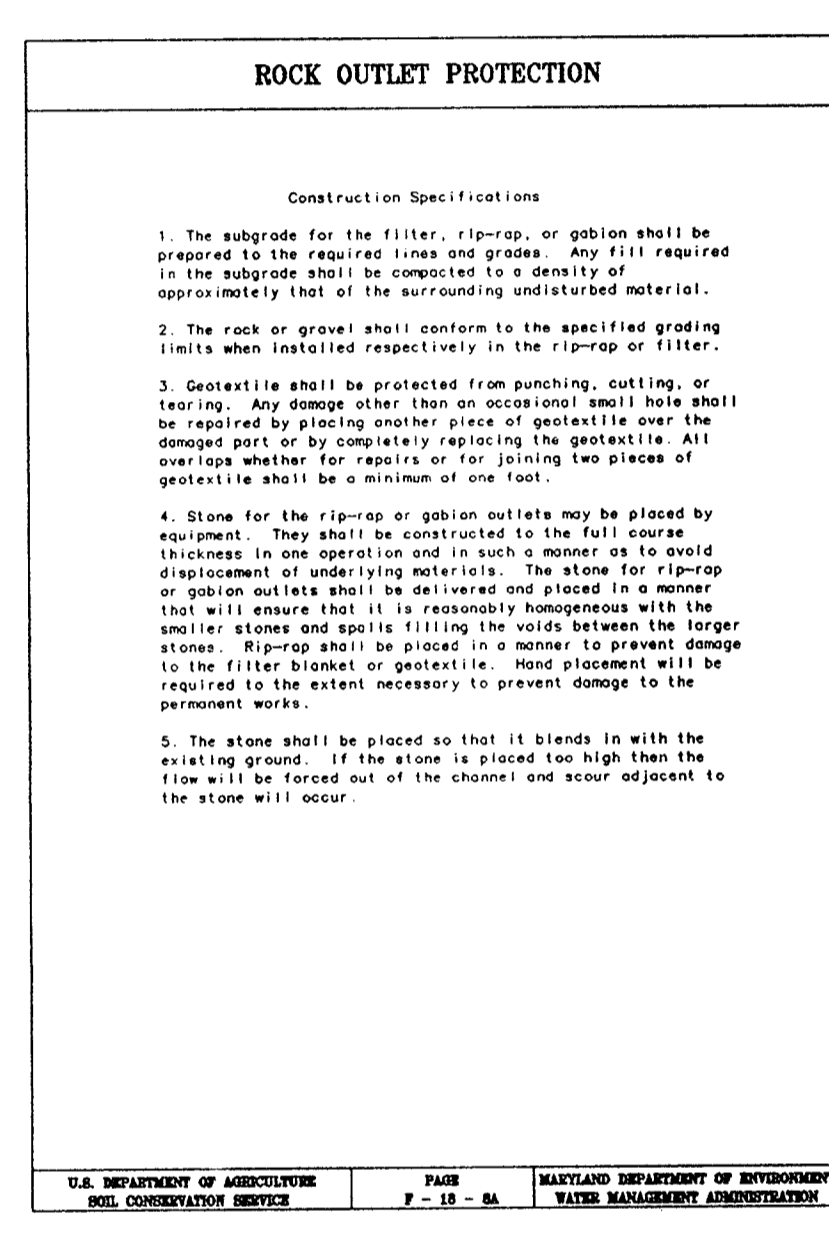 ROCK OUTLET PROTECTION
Construction Specifications
1. The subgrade for the filter, rip-rap, or gabion shall be
prepared to the required lines and grades. Any fill required
in the subgrade shall be compacted to a density of
approximately that of the surrounding undisturbed material.
2. The rock or gravel shall conform to the specified grading
limits when installed respectively in the rip-rap or filter.
3. Geotextile shall be protected from punching, cutting, or
tearing. Any damage other than an occasional small hole shall
be repaired by placing another piece of geotextile over the
damaged part or by completely replacing the geotextile. All
overlaps whether for repairs or for joining two pieces of
geotextile shall be a minimum of one foot.
4. Stone for the rip-rap or gabion outlets may be placed by
equipment. They shall be constructed to the full course
thickness in one operation and in such a manner as to avoid
displacement of underlying materials. The stone for rip-rap
or gabion outlets shall be delivered and placed in a manner
that will ensure that it is reasonably homogeneous with the
smaller stones and spalls filling the voids between the larger
stones. Rip-rap shall be placed in a manner to prevent damage
to the filter blanket or geotextile. Hand placement will be
required to the extent necessary to prevent damage to the
permanent works.
5. The stone shall be placed so that it blends in with the
existing ground. If the stone is placed too high then the
flow will be forced out of the channel and scour adjacent to
the stone will occur.
U.S. DEPARTMENT OF AGRICULTURE
SOIL CONSERVATION SERVICE
PAGE
F - 18 - 8A
MARYLAND DEPARTMENT OF ENVIRONMEN
WATER MANAGEMENT ADMINISTRATION